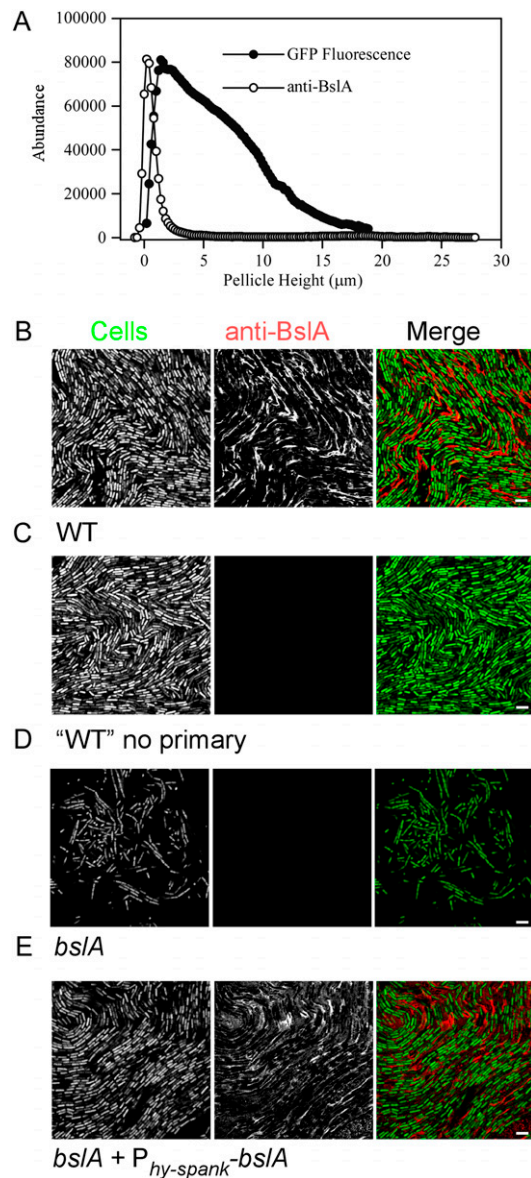 A
GFP Fluorescence
anti-BslA
Abundance
100000
80000
60000
40000
20000
0
0 5 10 15 20 25 30
Pellicle Height (µm)
B Cells anti-BslA Merge
C WT
D “WT” no primary
E bslA
bslA + Phy-spank-bslA